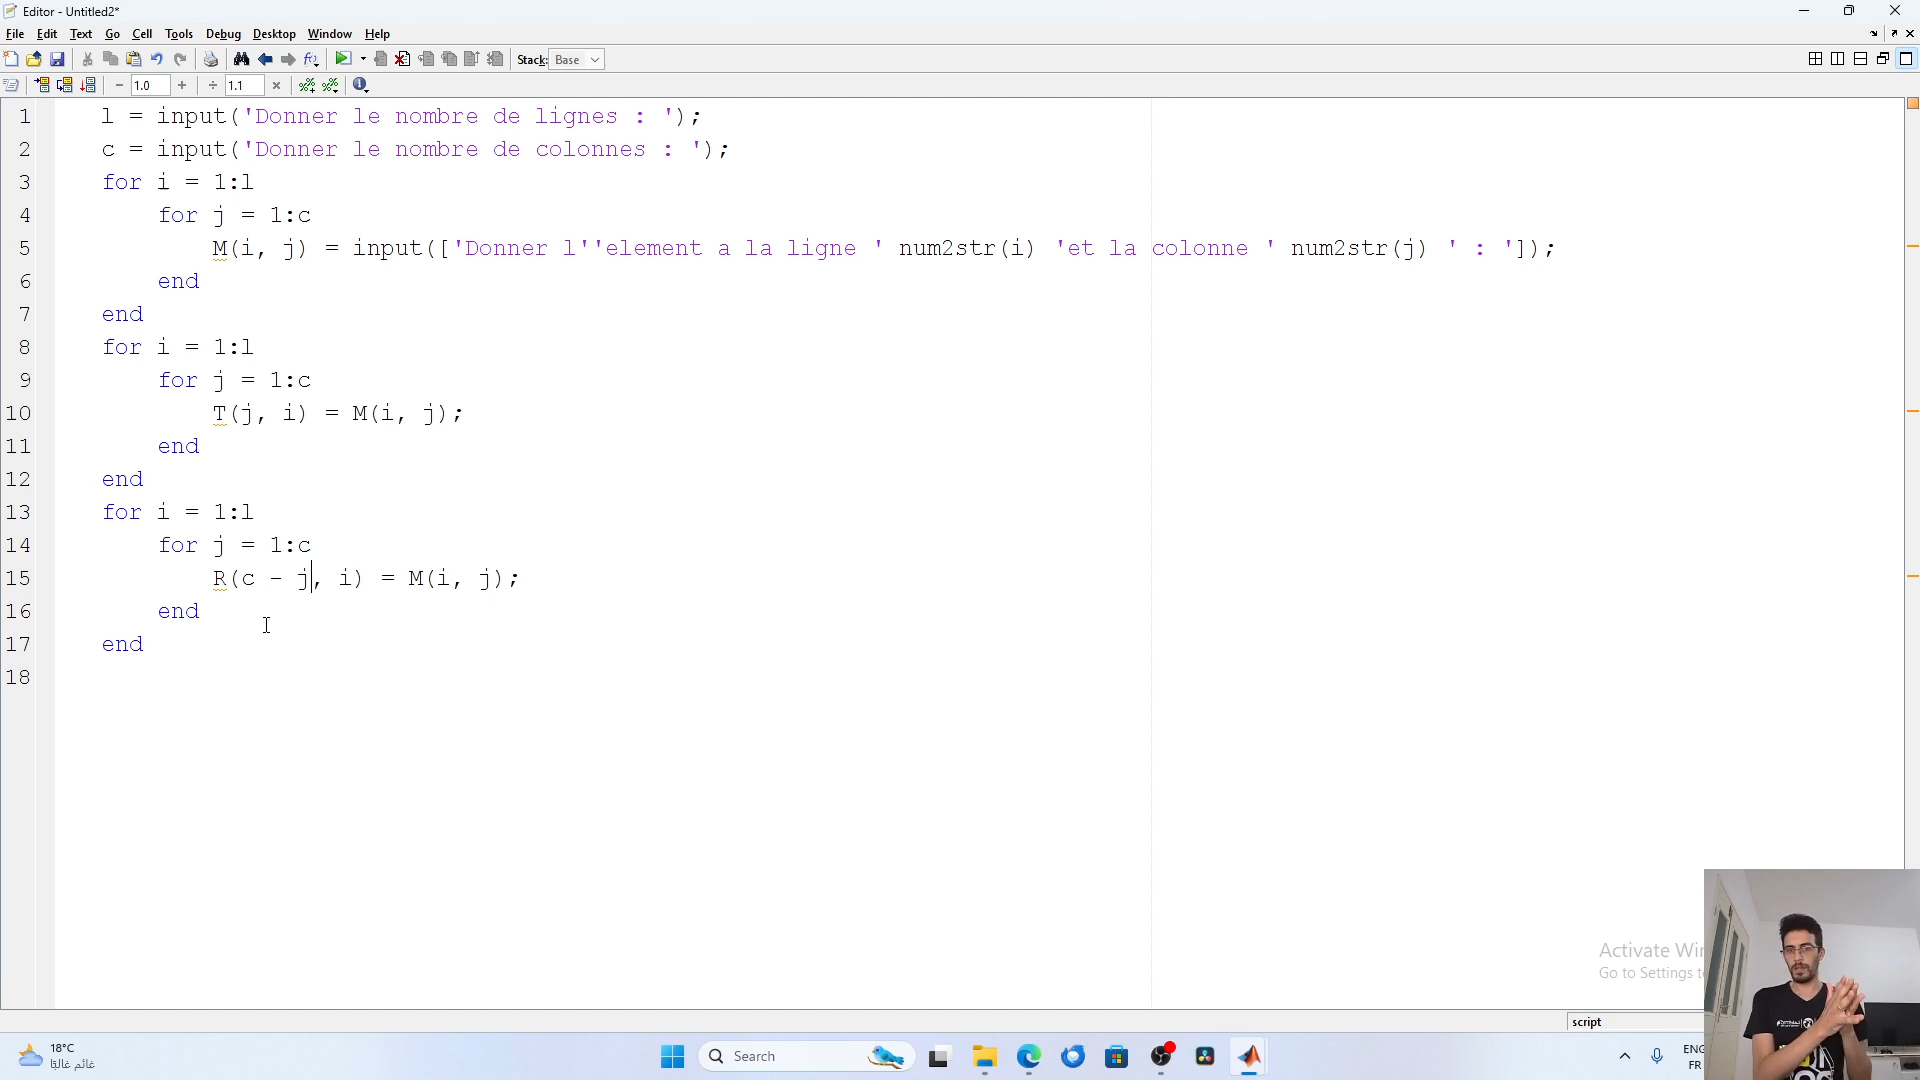 Editor - Untitled2*
File Edit Text Go Cell Tools Debug Desktop Window Help
Stack: Base
1.0 1.1
1 l = input('Donner le nombre de lignes : ');
2 c = input('Donner le nombre de colonnes : ');
3 for i = 1:l
4 for j = 1:c
5 M(i, j) = input(['Donner l''element a la ligne ' num2str(i) 'et la colonne ' num2str(j) ' : ']);
6 end
7 end
8 for i = 1:l
9 for j = 1:c
10 T(j, i) = M(i, j);
11 end
12 end
13 for i = 1:l
14 for j = 1:c
15 R(c - j, i) = M(i, j);
16 end
17 end
18
Activate Wi
Go to Settings t
script
18°C
غائم غالبًا
Search
ENG
FR